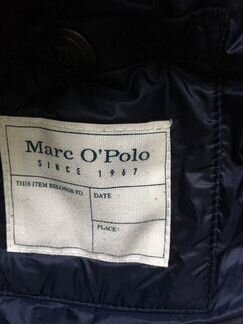 Marc O'Polo
SINCE 1967
THIS ITEM BELONGS TO
DATE
PLACE